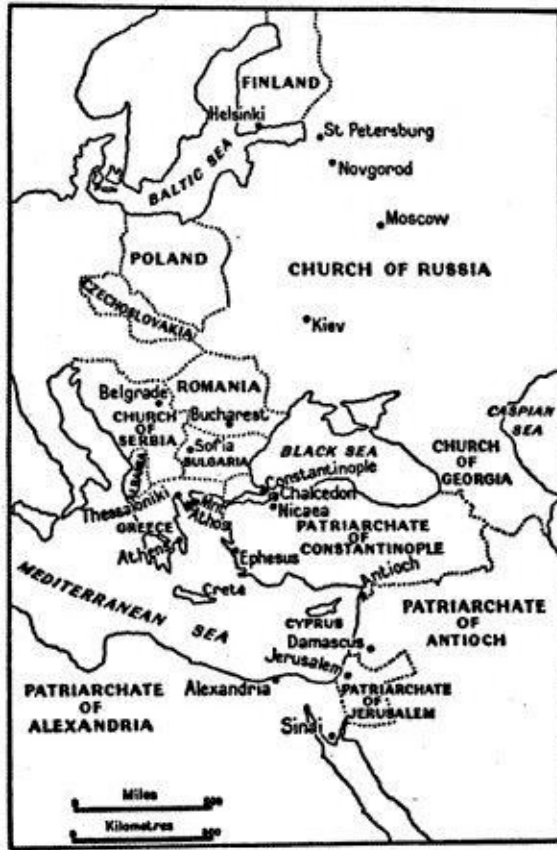 FINLAND
Helsinki
St Petersburg
Novgorod
BALTIC SEA
Moscow
POLAND
CHURCH OF RUSSIA
CZECHOSLOVAKIA
Kiev
ROMANIA
Belgrade
CHURCH
OF
SERBIA
Bucharest
CASPIAN
SEA
Sofia
BULGARIA
BLACK SEA
CHURCH
OF
GEORGIA
ALBANIA
Constantinople
Chalcedon
Nicaea
Thessaloniki
Athos
GREECE
PATRIARCHATE
OF
CONSTANTINOPLE
Athens
Ephesus
Antioch
MEDITERRANEAN SEA
Crete
CYPRUS
PATRIARCHATE
OF
ANTIOCH
Damascus
Jerusalem
PATRIARCHATE
OF
ALEXANDRIA
Alexandria
PATRIARCHATE
OF
JERUSALEM
Sinai
Miles
Kilometres